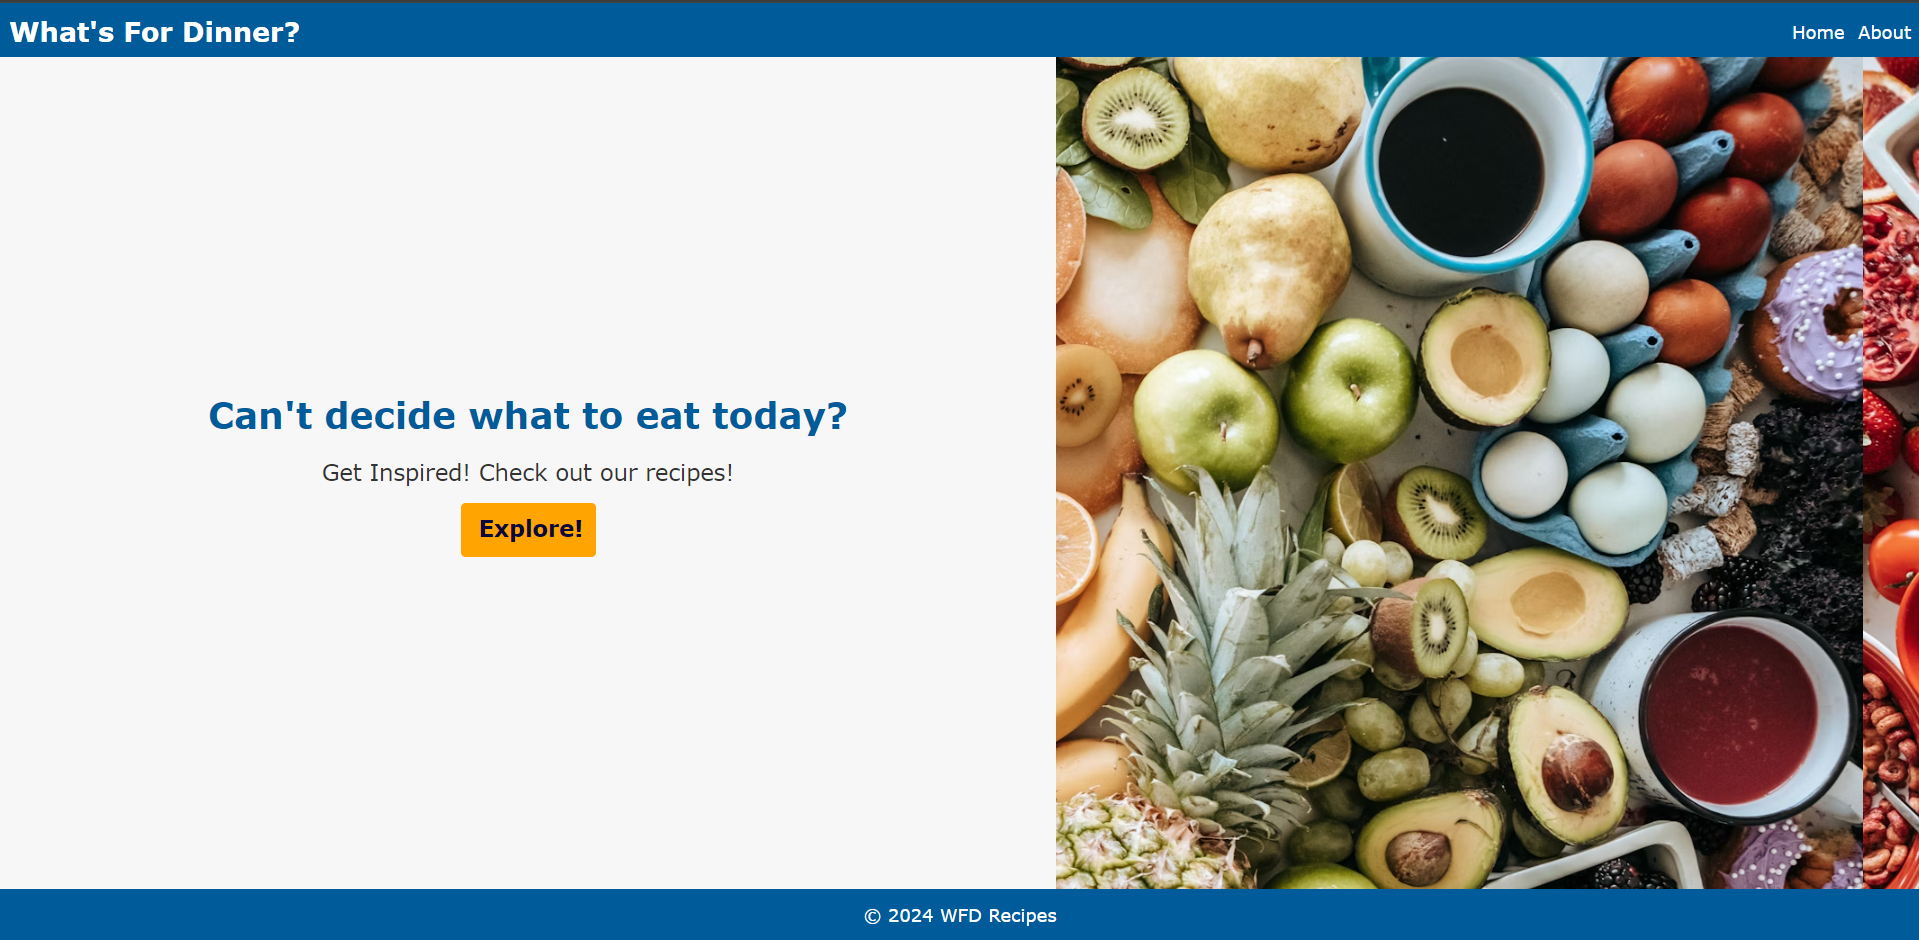 What's For Dinner?
Home About
Can't decide what to eat today?
Get Inspired! Check out our recipes!
Explore!
© 2024 WFD Recipes